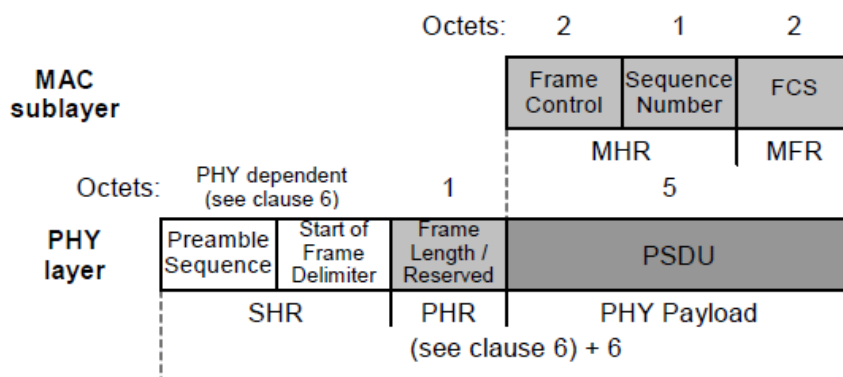 Octets: 2 1 2
MAC
sublayer
Frame
Control
Sequence
Number
FCS
MHR MFR
Octets: PHY dependent
(see clause 6)
1 5
PHY
layer
Preamble
Sequence
Start of
Frame
Delimiter
Frame
Length /
Reserved
PSDU
SHR PHR PHY Payload
(see clause 6) + 6